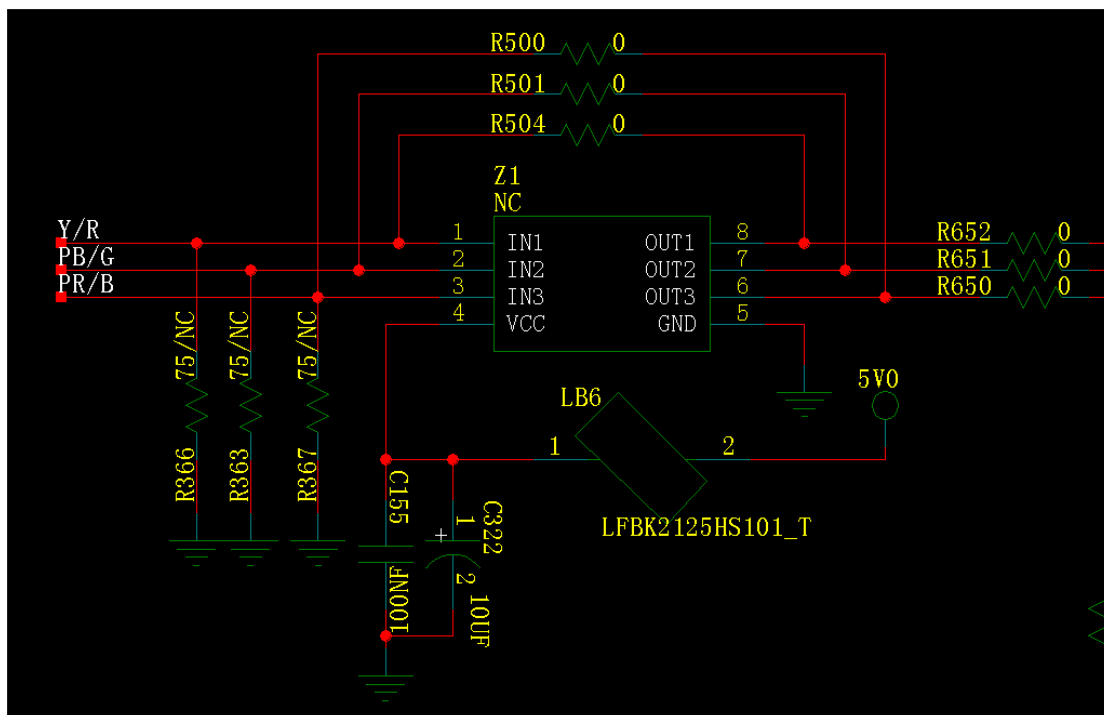 R500 0
R501 0
R504 0
Z1
NC
Y/R
PB/G
PR/B
1 IN1 OUT1 8
2 IN2 OUT2 7
3 IN3 OUT3 6
4 VCC GND 5
R652 0
R651 0
R650 0
75/NC
75/NC
75/NC
R366
R363
R367
5V0
LB6
1 2
LFBK2125HS101_T
C155
100NF
C322
1
+
2
10UF